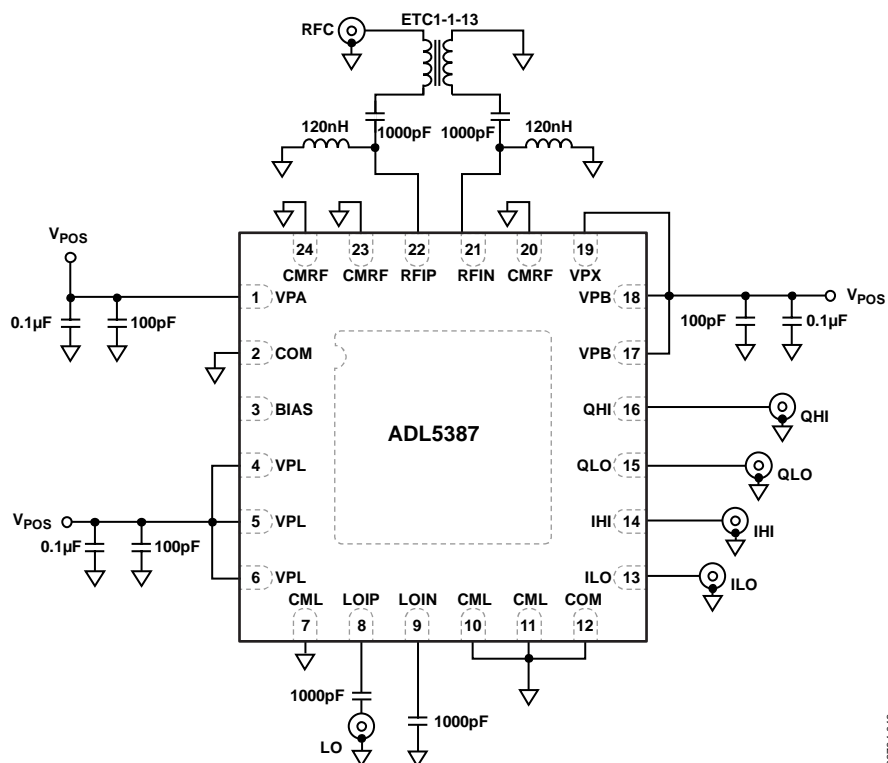 RFC
ETC1-1-13
120nH
1000pF
1000pF
120nH
24
23
22
21
20
19
CMRF
CMRF
RFIP
RFIN
CMRF
VPX
VPOS
1 VPA
0.1µF
100pF
2 COM
3 BIAS
4 VPL
VPOS
5 VPL
0.1µF
100pF
6 VPL
ADL5387
VPB 18
VPOS
100pF
0.1µF
VPB 17
QHI 16
QHI
QLO 15
QLO
IHI 14
IHI
ILO 13
ILO
CML
LOIP
LOIN
CML
CML
COM
7
8
9
10
11
12
1000pF
1000pF
LO